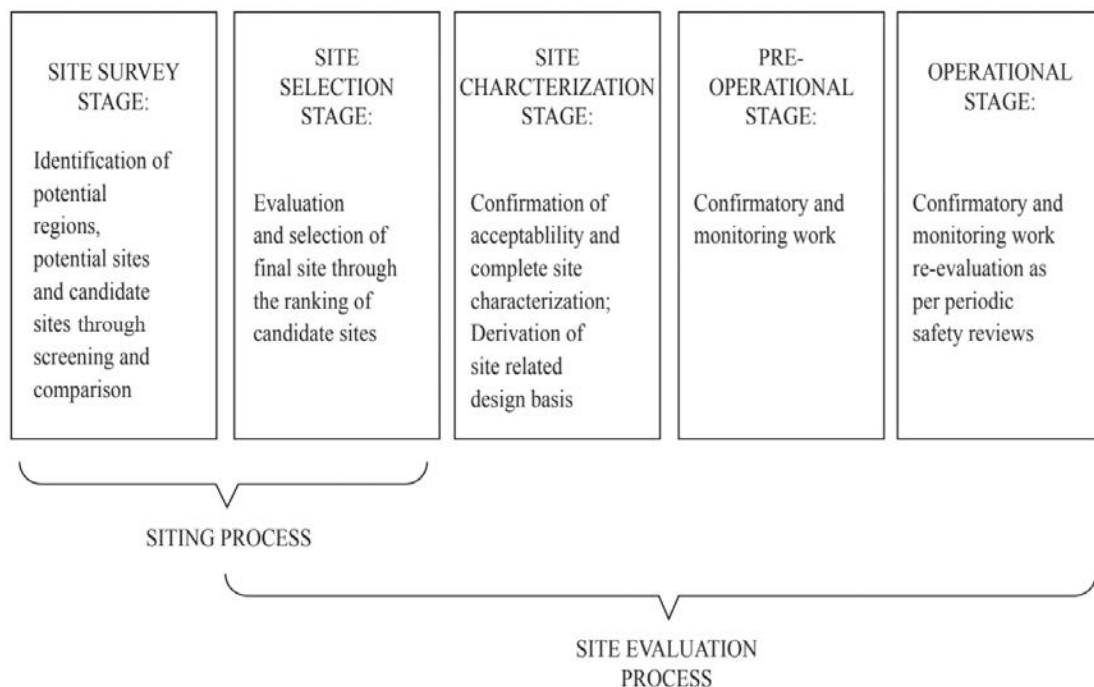 SITE SURVEY
STAGE:
Identification of
potential
regions,
potential sites
and candidate
sites through
screening and
comparison
SITE
SELECTION
STAGE:
Evaluation
and selection of
final site through
the ranking of
candidate sites
SITE
CHARCTERIZATION
STAGE:
Confirmation of
acceptablility and
complete site
characterization;
Derivation of
site related
design basis
PRE-
OPERATIONAL
STAGE:
Confirmatory and
monitoring work
OPERATIONAL
STAGE:
Confirmatory and
monitoring work
re-evaluation as
per periodic
safety reviews
SITING PROCESS
SITE EVALUATION
PROCESS